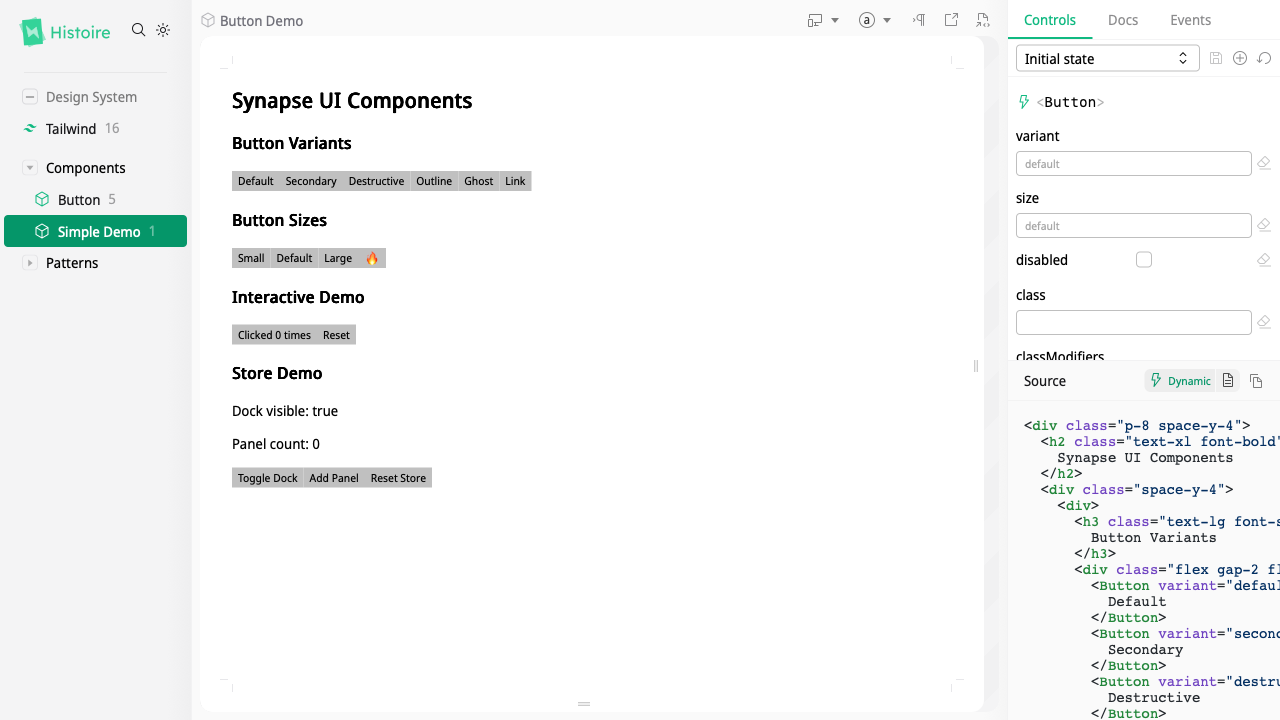 Histoire
Design System
Tailwind 16
Components
Button 5
Simple Demo 1
Patterns
Button Demo
a
Synapse UI Components
Button Variants
Default Secondary Destructive Outline Ghost Link
Button Sizes
Small Default Large 🔥
Interactive Demo
Clicked 0 times Reset
Store Demo
Dock visible: true
Panel count: 0
Toggle Dock Add Panel Reset Store
Controls Docs Events
Initial state
<Button>
variant
default
size
default
disabled
class
classModifiers
Source
Dynamic
<div class="p-8 space-y-4">
<h2 class="text-xl font-bold"
Synapse UI Components
</h2>
<div class="space-y-4">
<div>
<h3 class="text-lg font-s
Button Variants
</h3>
<div class="flex gap-2 fl
<Button variant="defaul
Default
</Button>
<Button variant="second
Secondary
</Button>
<Button variant="destru
Destructive
</Button>